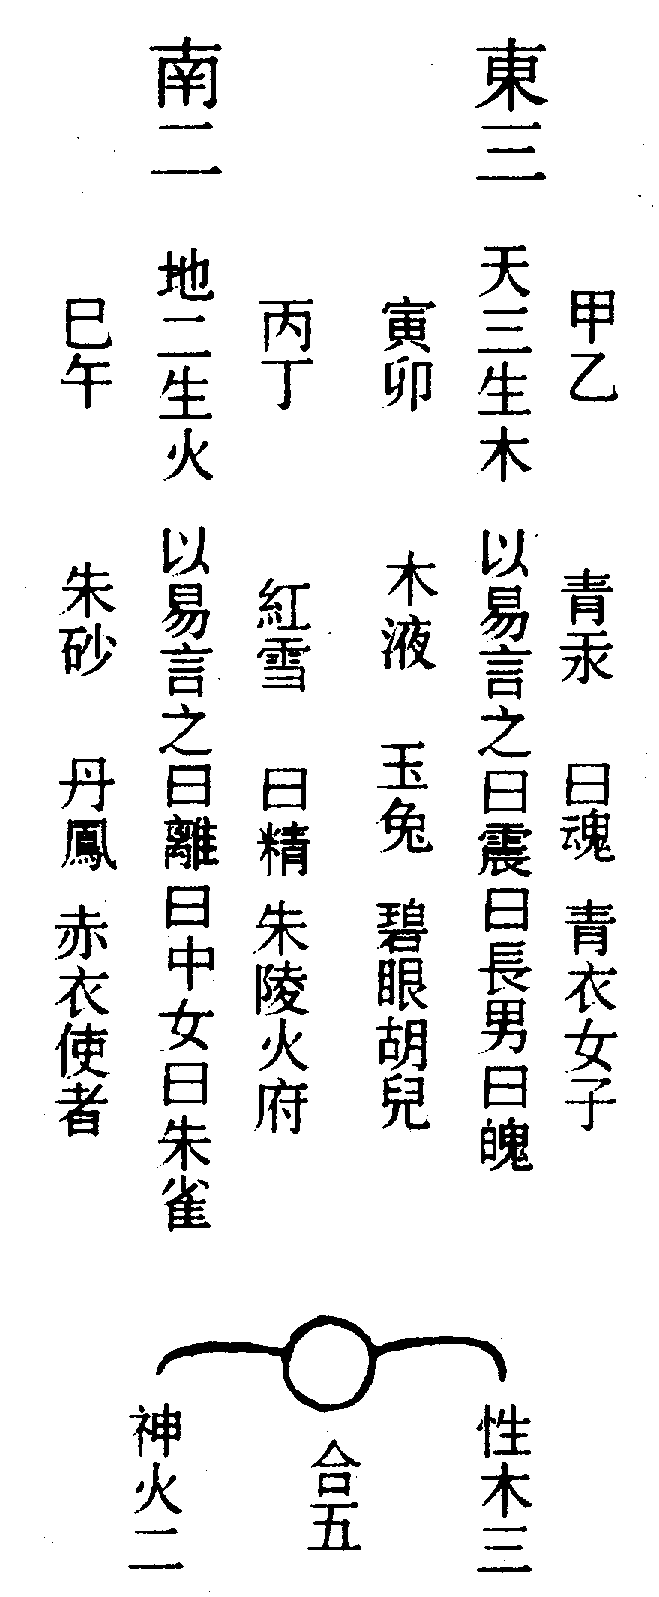 東三
甲乙 青汞 曰魂 青衣女子
天三生木 以易言之曰震曰長男曰魄
寅卯 木液 玉兔 碧眼胡兒
南二
丙丁 紅雪 曰精 朱陵火府
地二生火 以易言之曰離曰中女曰朱雀
巳午 朱砂 丹鳳 赤衣使者
性木三
合五
神火二